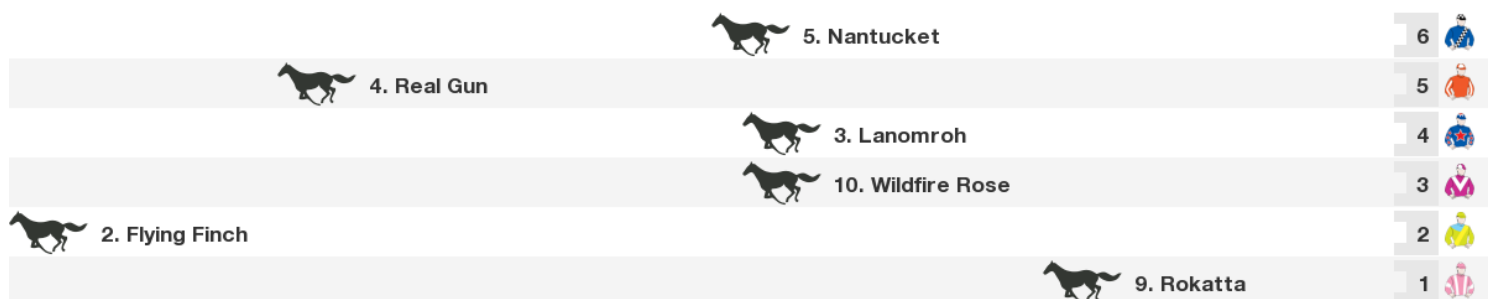 5. Nantucket 6
4. Real Gun 5
3. Lanomroh 4
10. Wildfire Rose 3
2. Flying Finch 2
9. Rokatta 1